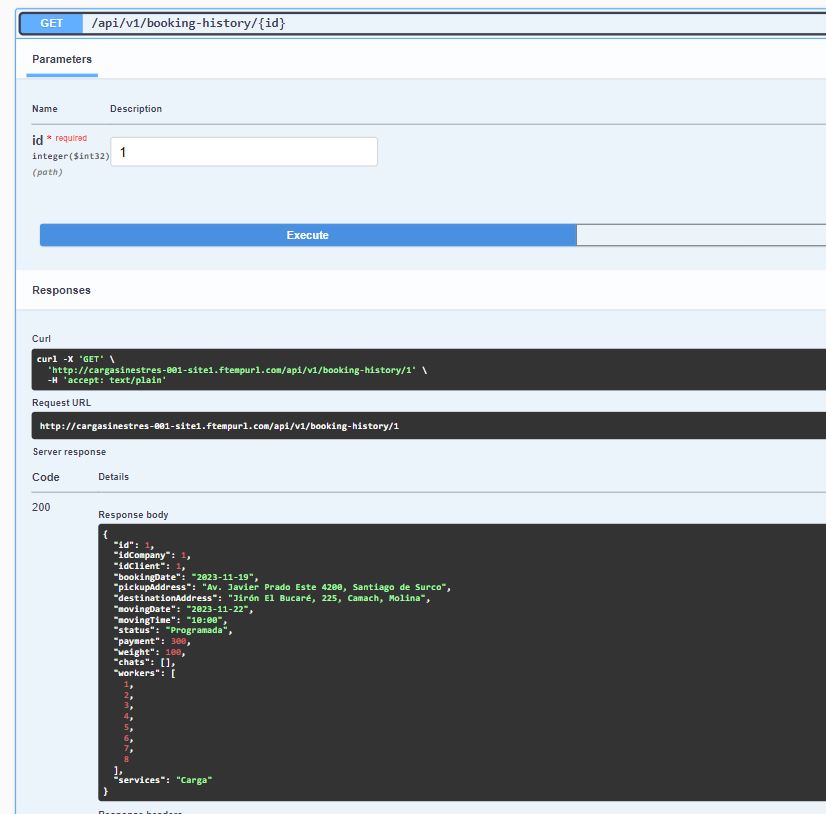 GET /api/v1/booking-history/{id}
Parameters
Name Description
id * required
integer($int32)
(path)
1
Execute
Responses
Curl
curl -X 'GET' \
'http://cargasinestres-001-site1.ftempurl.com/api/v1/booking-history/1' \
-H 'accept: text/plain'
Request URL
http://cargasinestres-001-site1.ftempurl.com/api/v1/booking-history/1
Server response
Code Details
200
Response body
{
"id": 1,
"idCompany": 1,
"idClient": 1,
"bookingDate": "2023-11-19",
"pickupAddress": "Av. Javier Prado Este 4200, Santiago de Surco",
"destinationAddress": "Jirón El Bucaré, 225, Camach, Molina",
"movingDate": "2023-11-22",
"movingTime": "10:00",
"status": "Programada",
"payment": 300,
"weight": 100,
"chats": [],
"workers": [
1,
2,
3,
4,
5,
6,
7,
8
],
"services": "Carga"
}
Response headers